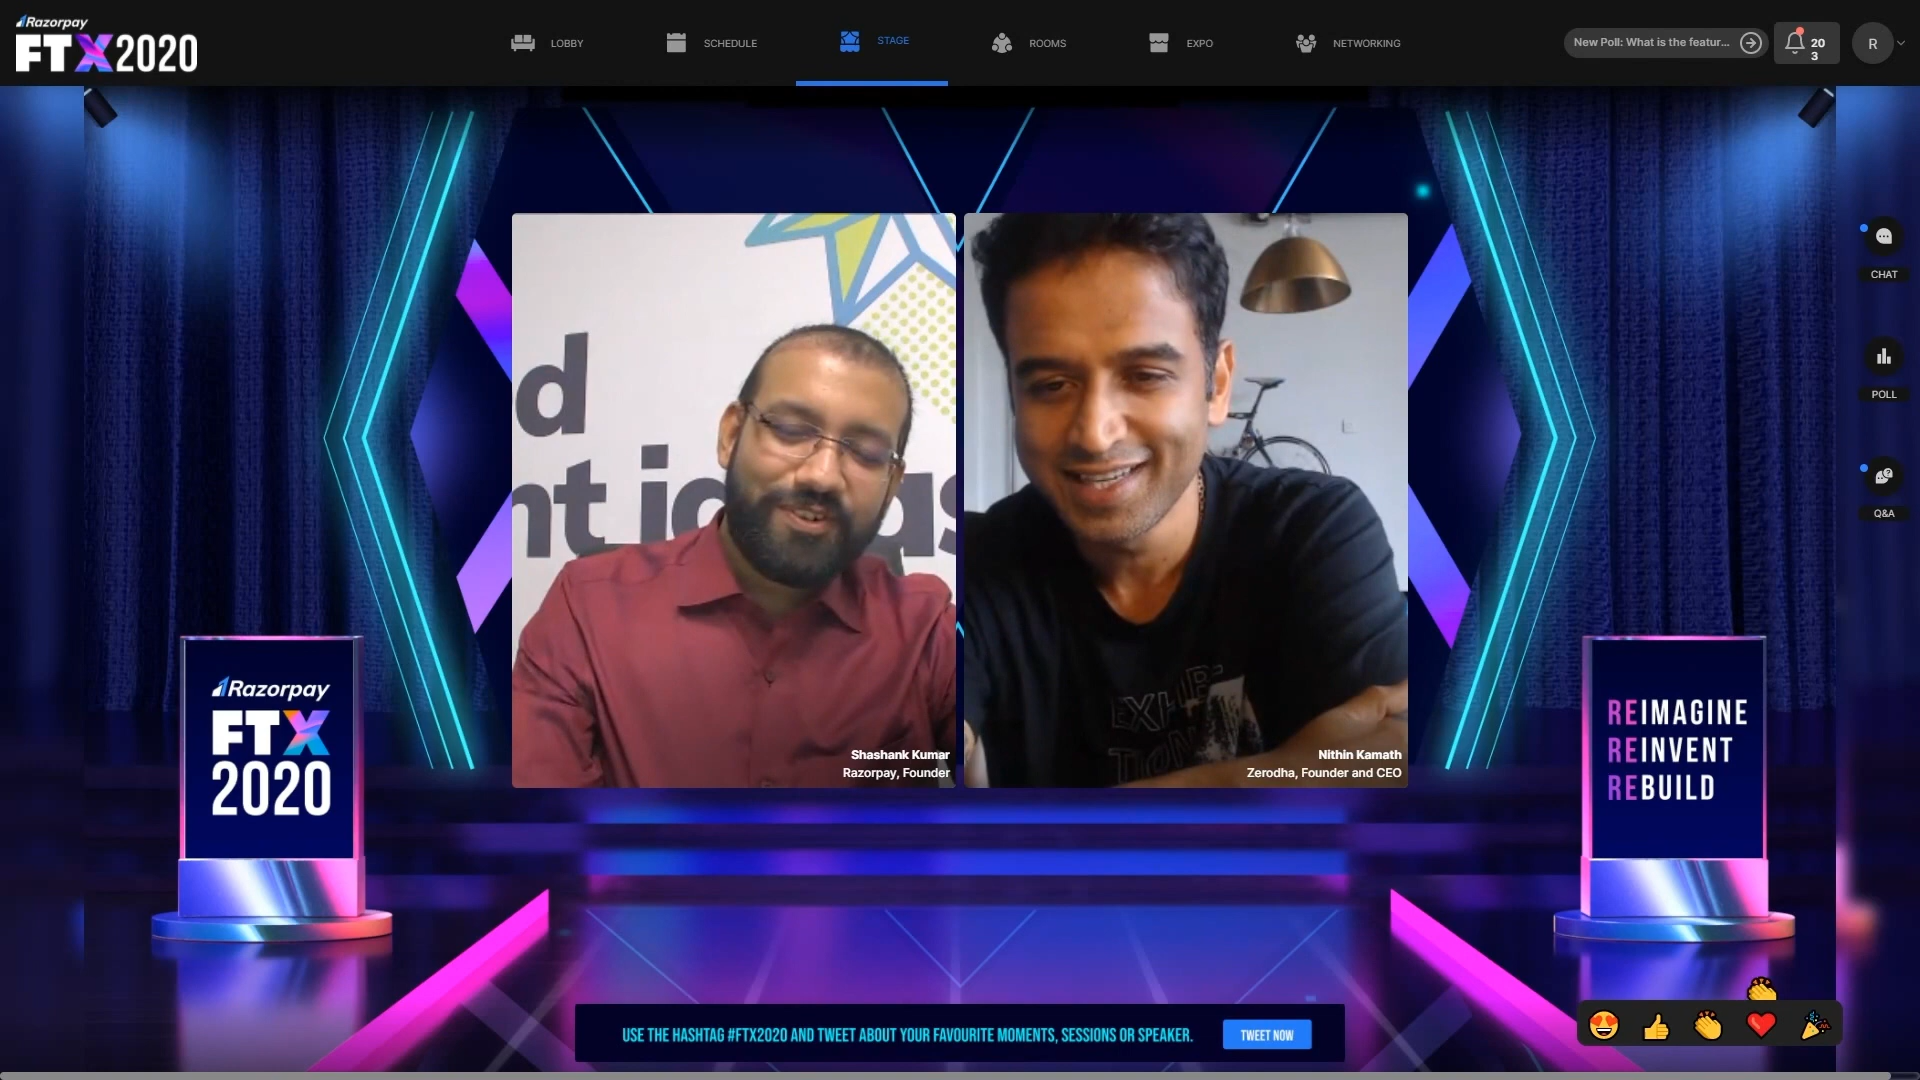 Razorpay
FTX2020
LOBBY
SCHEDULE
STAGE
ROOMS
EXPO
NETWORKING
New Poll: What is the featur...
20
3
R
d
nt ideas
CHAT
POLL
Q&A
Shashank Kumar
Razorpay, Founder
Nithin Kamath
Zerodha, Founder and CEO
Razorpay
FTX
2020
REIMAGINE
REINVENT
REBUILD
USE THE HASHTAG #FTX2020 AND TWEET ABOUT YOUR FAVOURITE MOMENTS, SESSIONS OR SPEAKER.
TWEET NOW